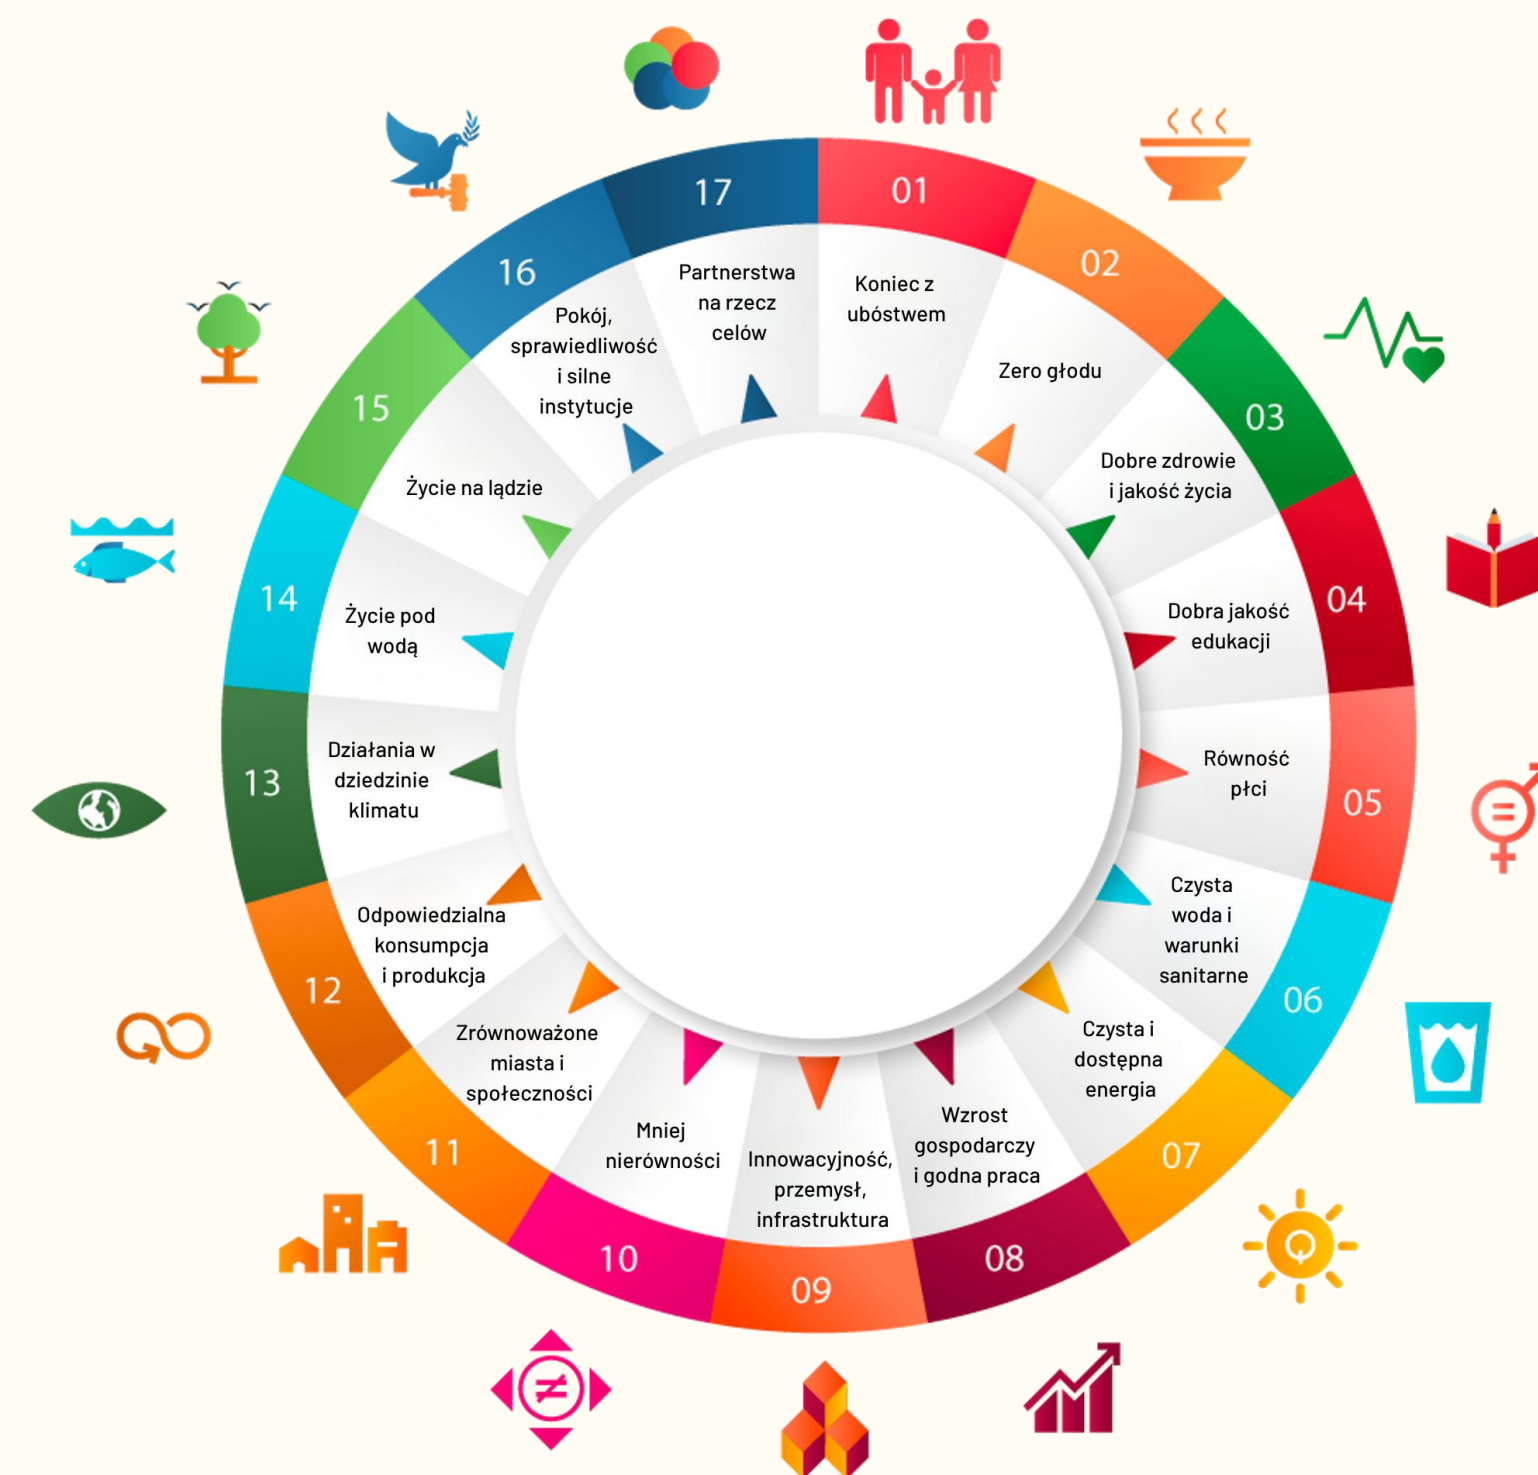 01
Koniec z
ubóstwem
02
Zero głodu
03
Dobre zdrowie
i jakość życia
04
Dobra jakość
edukacji
05
Równość
płci
06
Czysta
woda i
warunki
sanitarne
07
Czysta i
dostępna
energia
08
Wzrost
gospodarczy
i godna praca
09
Innowacyjność,
przemysł,
infrastruktura
10
Mniej
nierówności
11
Zrównoważone
miasta i
społeczności
12
Odpowiedzialna
konsumpcja
i produkcja
13
Działania w
dziedzinie
klimatu
14
Życie pod
wodą
15
Życie na lądzie
16
Pokój,
sprawiedliwość
i silne
instytucje
17
Partnerstwa
na rzecz
celów